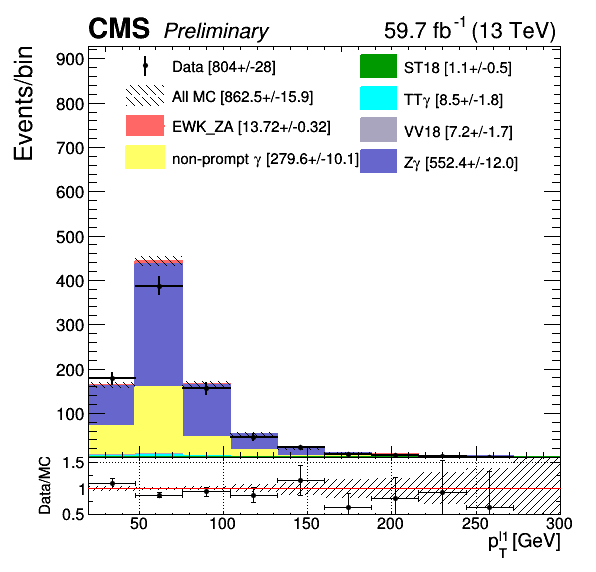 CMS Preliminary 59.7 fb⁻¹ (13 TeV)
Events/bin
Data [804+/-28]
All MC [862.5+/-15.9]
EWK_ZA [13.72+/-0.32]
non-prompt γ [279.6+/-10.1]
ST18 [1.1+/-0.5]
TTγ [8.5+/-1.8]
VV18 [7.2+/-1.7]
Zγ [552.4+/-12.0]
900
800
700
600
500
400
300
200
100
Data/MC
1.5
1
0.5
50 100 150 200 250 300
p_T^l1 [GeV]